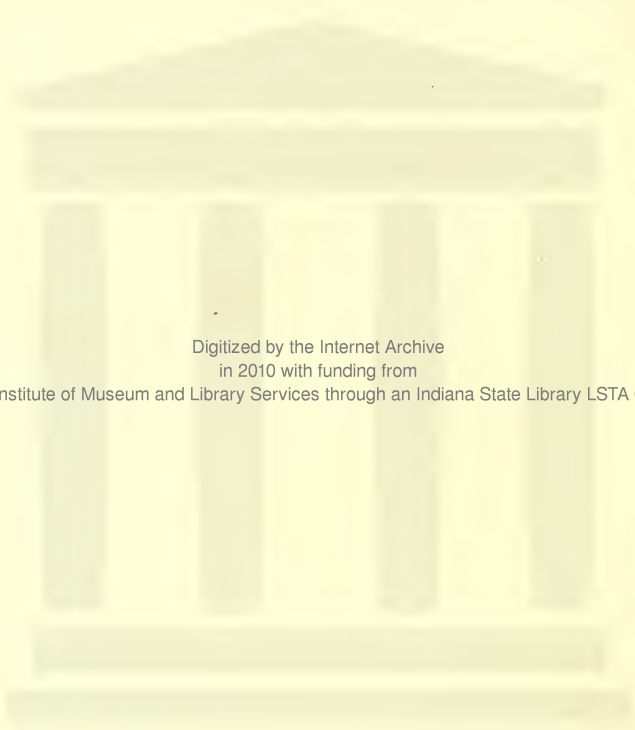 Digitized by the Internet Archive
in 2010 with funding from
nstitute of Museum and Library Services through an Indiana State Library LSTA